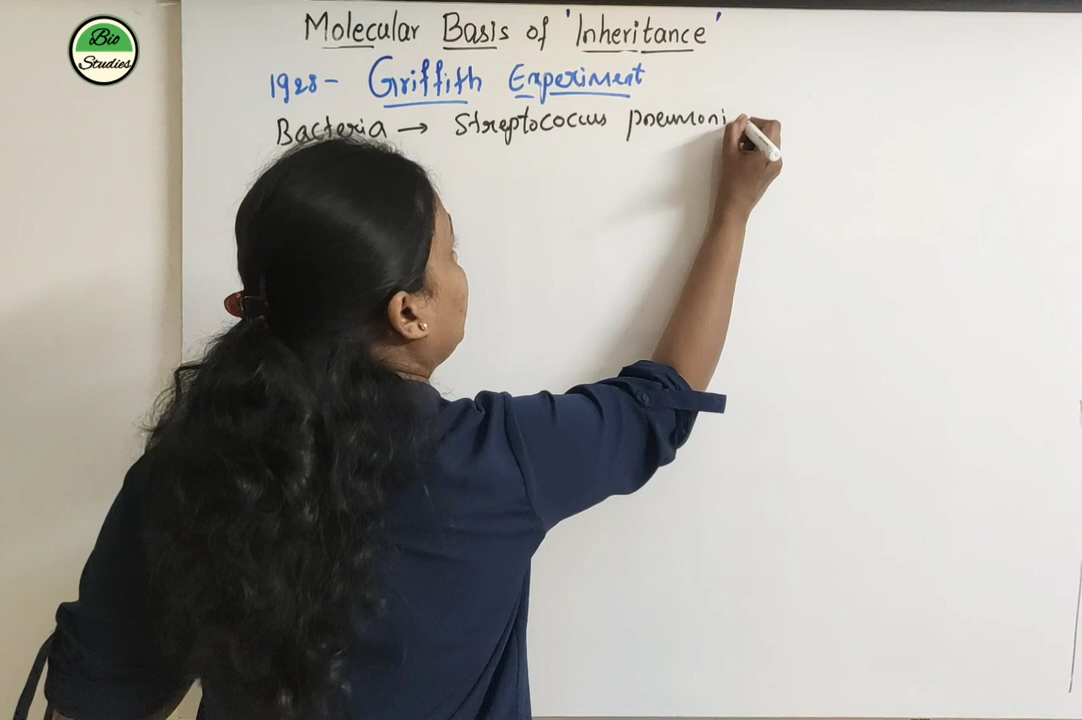 Bio
Studies
Molecular Basis of 'Inheritance'
1928- Griffith Experiment
Bacteria → Streptococcus pneumoni